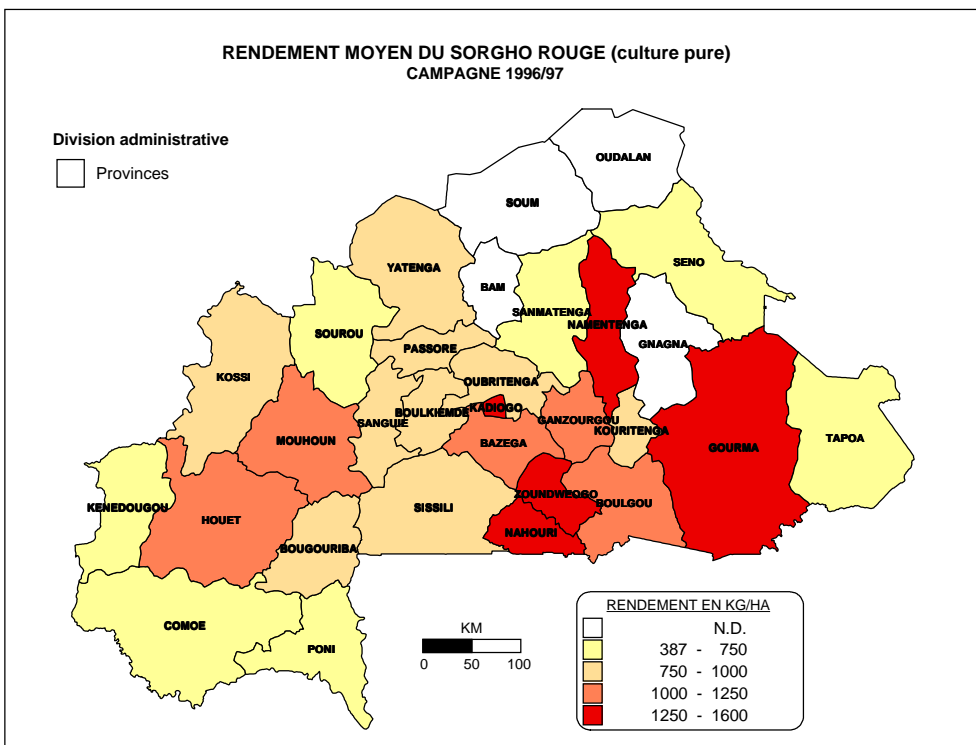 RENDEMENT MOYEN DU SORGHO ROUGE (culture pure)
CAMPAGNE 1996/97
Division administrative
Provinces
OUDALAN
SOUM
SENO
YATENGA
BAM
SANMATENGA
NAMENTENGA
SOUROU
GNAGNA
PASSORE
KOSSI
OUBRITENGA
BOULKIEMDE
KADIOGO
SANGUIE
GANZOURGOU
KOURITENGA
MOUHOUN
BAZEGA
GOURMA
TAPOA
KENEDOUGOU
HOUET
SISSILI
ZOUNDWEOGO
BOULGOU
NAHOURI
BOUGOURIBA
COMOE
PONI
KM
0 50 100
RENDEMENT EN KG/HA
N.D.
387 - 750
750 - 1000
1000 - 1250
1250 - 1600